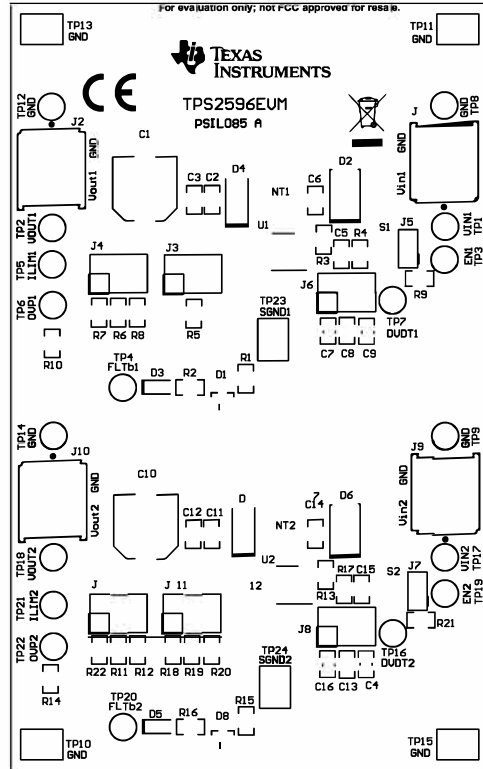 For evaluation only; not FCC approved for resale.
TP13
GND
TP11
GND
TEXAS
INSTRUMENTS
CE
TPS2596EVM
PSIL085 A
TP12
GND
J2
GND
Vout1
C1
C3 C2
D4
NT1
U1
C6
D2
J
GND
Vin1
GND
TP8
TP2
VOUT1
TP5
ILIM1
TP6
OVP1
R10
J4
J3
R7 R6 R8
R5
R3
C5 R4
S1
J5
R9
VIN1
TP1
EN1
TP3
J6
TP23
SGND1
C7 C8 C9
TP7
DVDT1
TP4
FLTb1
D3
R2
D1
R1
TP14
GND
J10
GND
Vout2
C10
C12 C11
D
NT2
U2
7
C14
D6
J9
GND
Vin2
GND
TP9
TP18
VOUT2
TP21
ILIM2
TP22
OVP2
R14
J
J 11
12
R22 R11 R12
R18 R19 R20
R13
R17 C15
S2
J7
R21
VIN2
TP17
EN2
TP19
J8
TP24
SGND2
C16 C13 C4
TP16
DVDT2
TP20
FLTb2
D5
R16
D8
R15
TP10
GND
TP15
GND